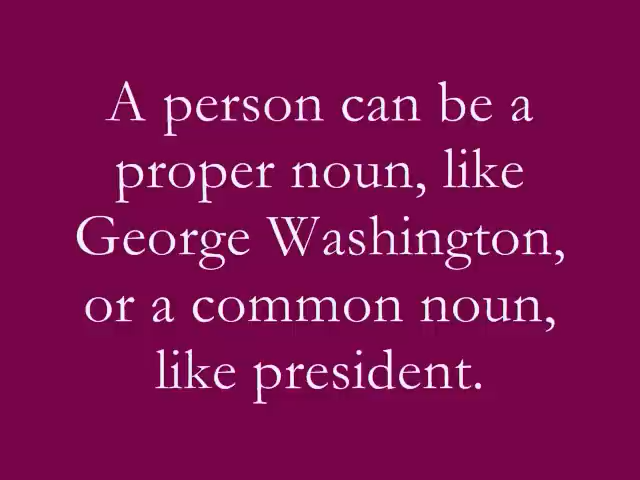 A person can be a
proper noun, like
George Washington,
or a common noun,
like president.